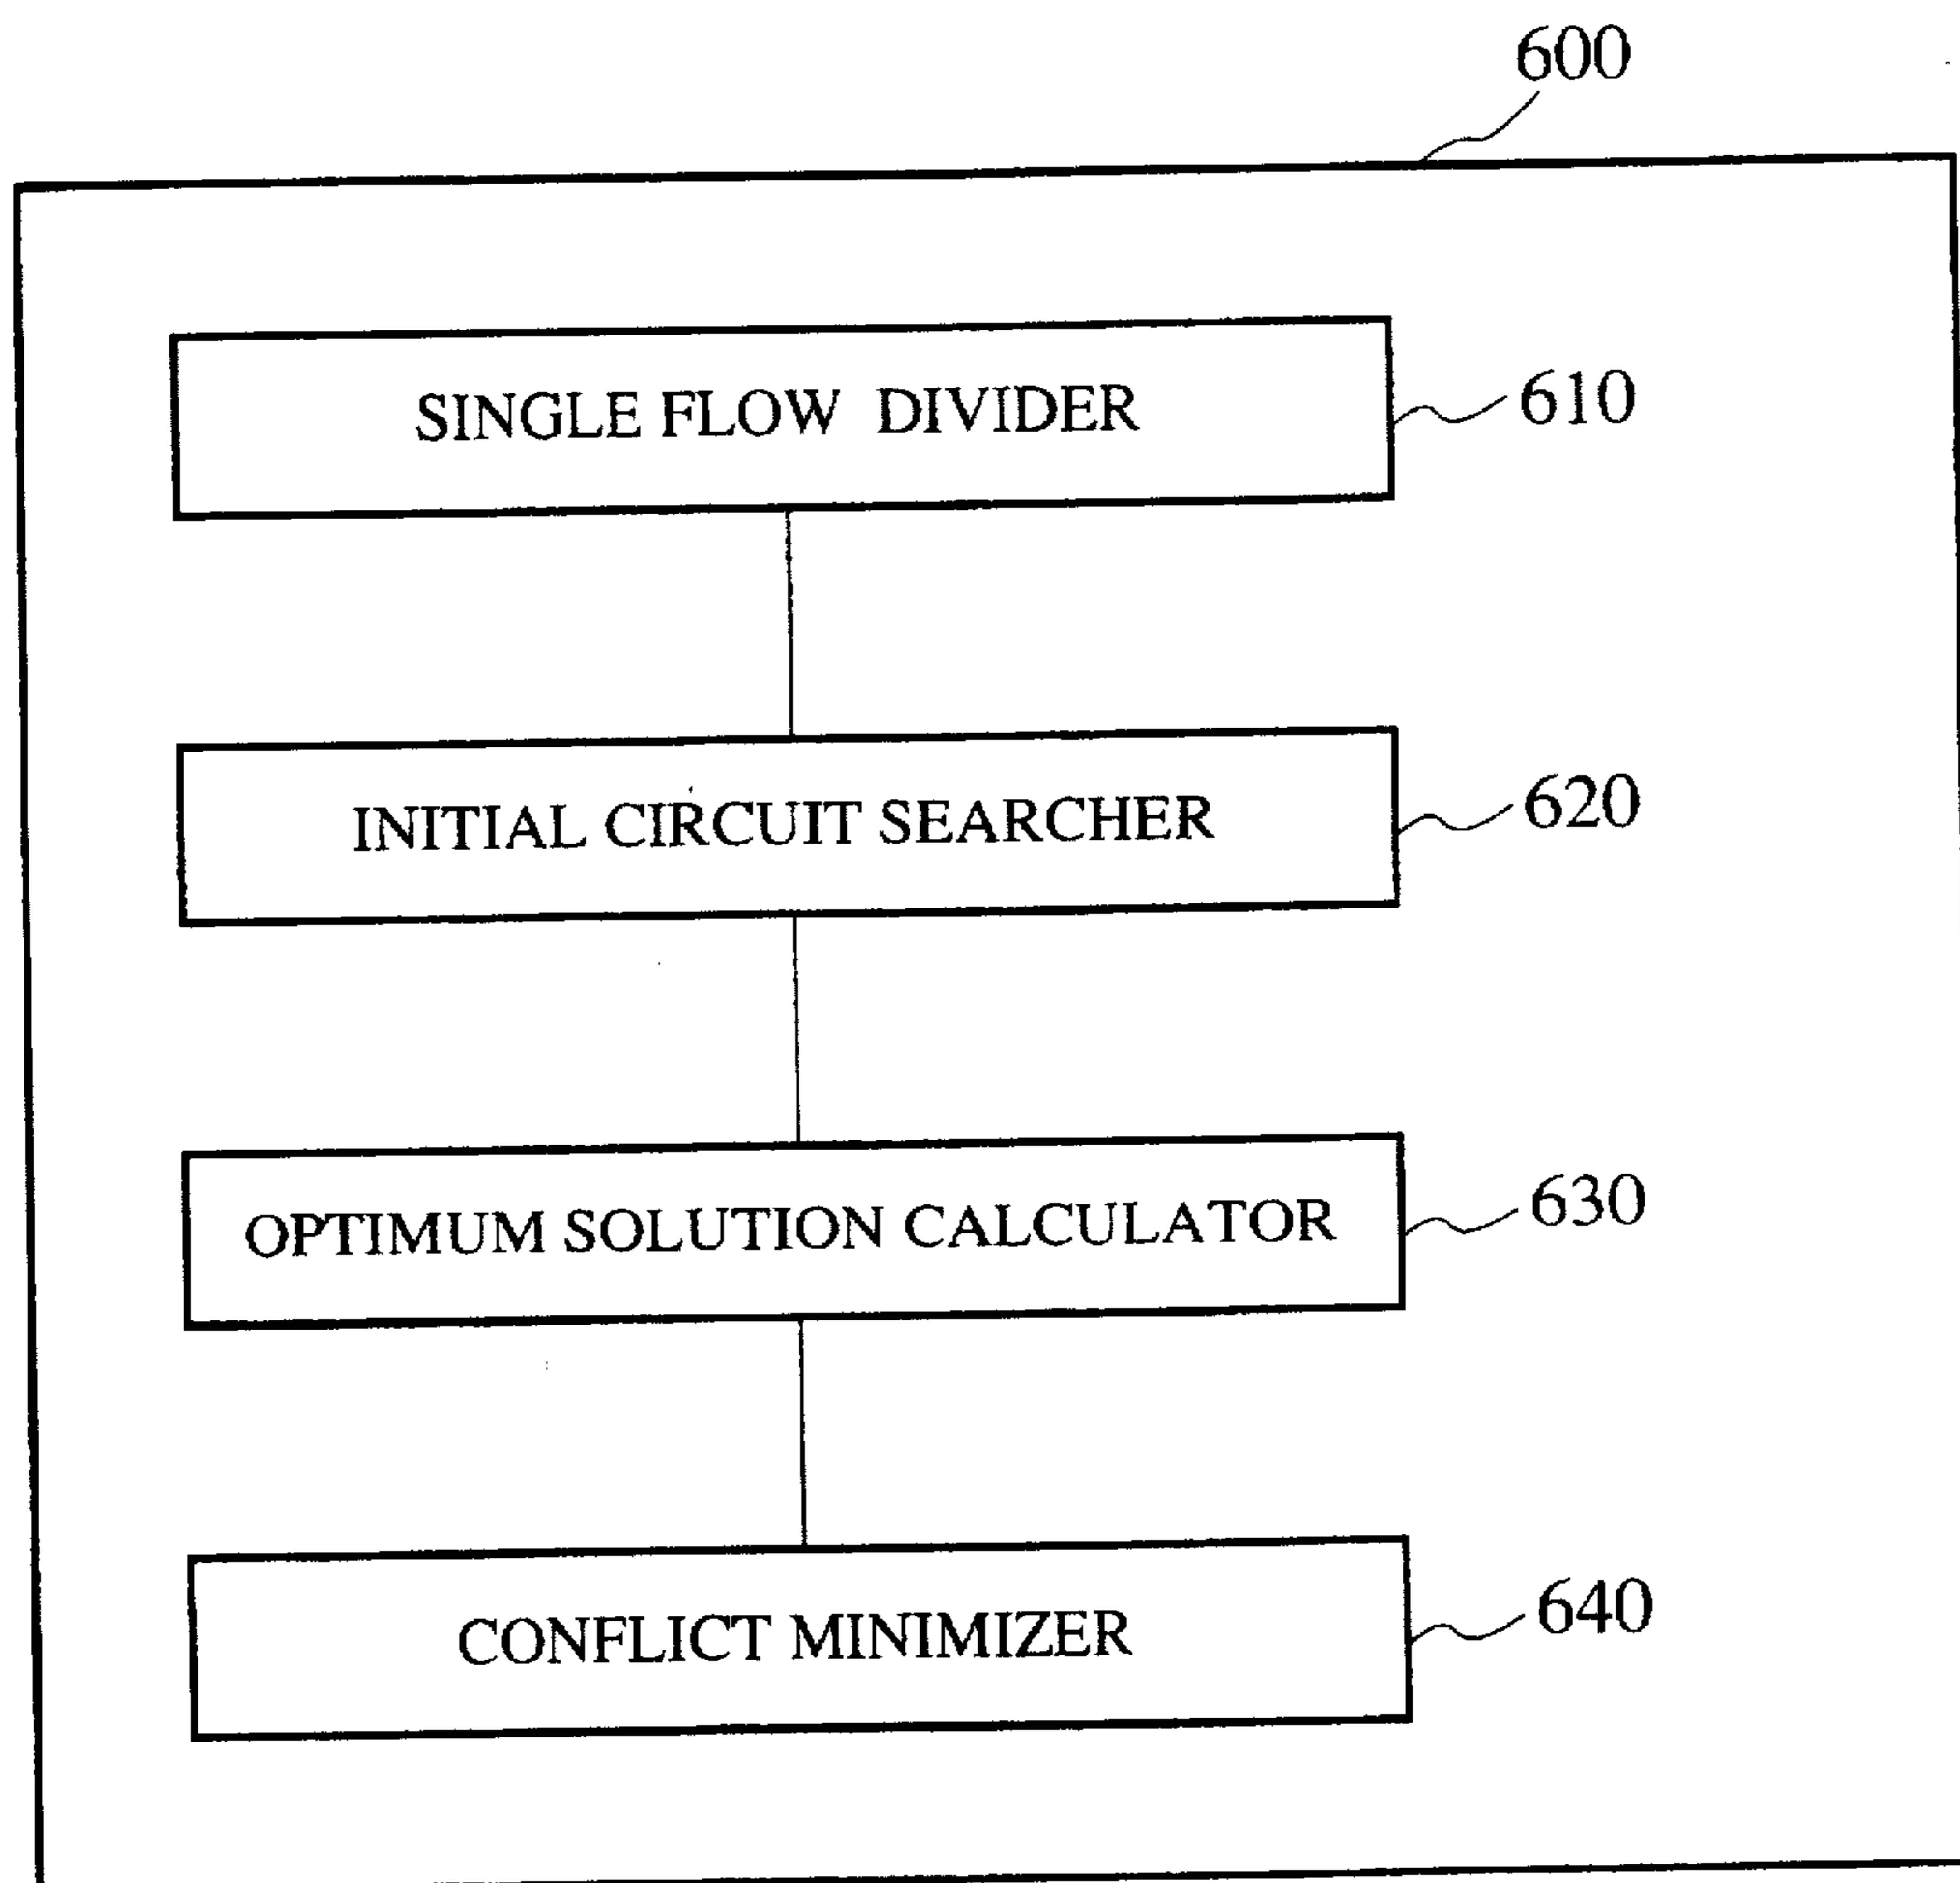 600
SINGLE FLOW DIVIDER
610
INITIAL CIRCUIT SEARCHER
620
OPTIMUM SOLUTION CALCULATOR
630
CONFLICT MINIMIZER
640